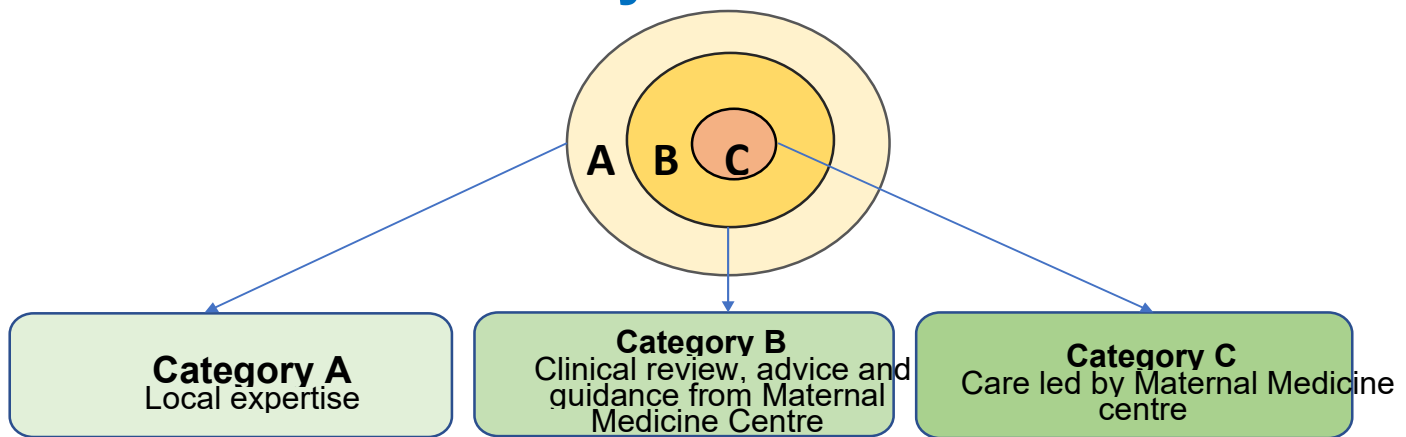 A B C
Category A
Local expertise
Category B
Clinical review, advice and
guidance from Maternal
Medicine Centre
Category C
Care led by Maternal Medicine
centre